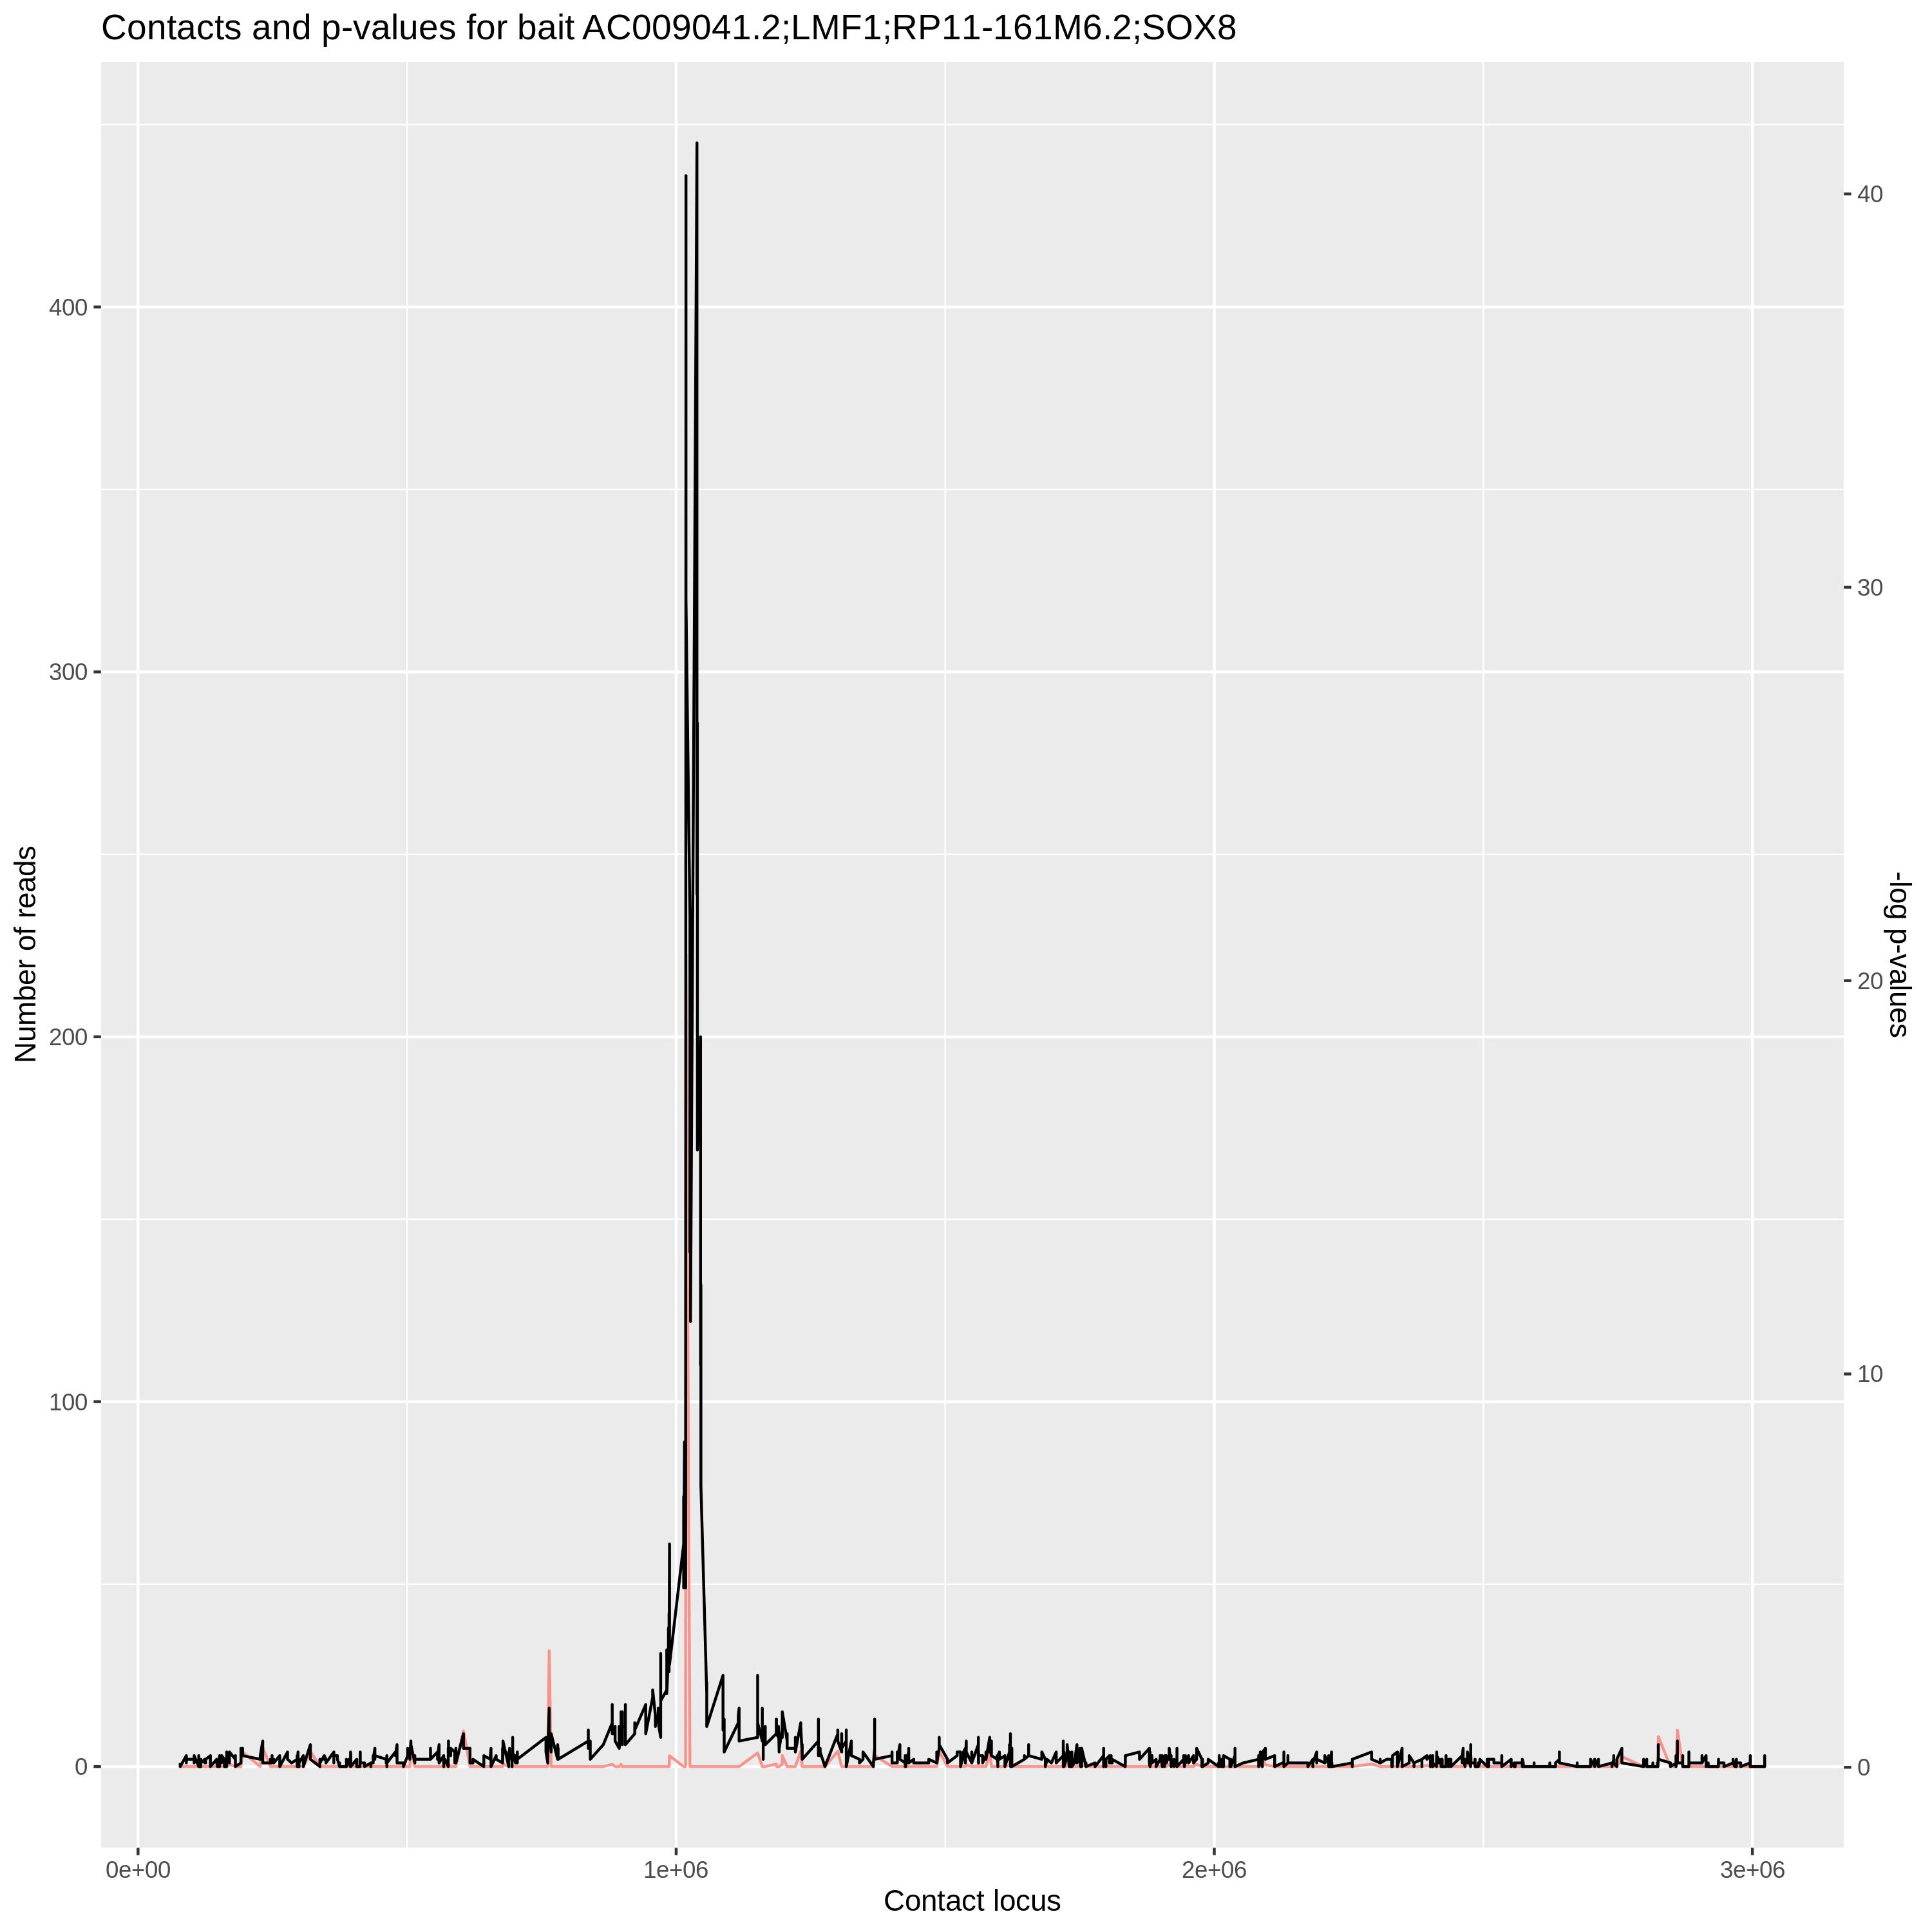 Contacts and p-values for bait AC009041.2;LMF1;RP11-161M6.2;SOX8
400
300
200
100
0
Number of reads
40
30
20
10
0
-log p-values
0e+00 1e+06 2e+06 3e+06
Contact locus